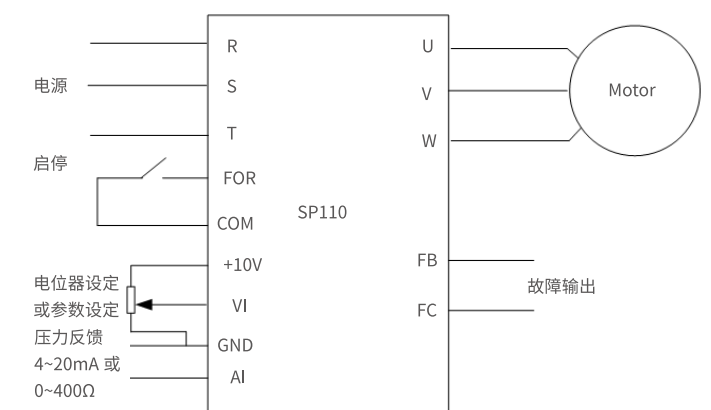 R
U
电源
S
V
Motor
T
W
启停
FOR
SP110
COM
+10V
FB
电位器设定
或参数设定
VI
故障输出
压力反馈
GND
FC
4~20mA 或
AI
0~400Ω